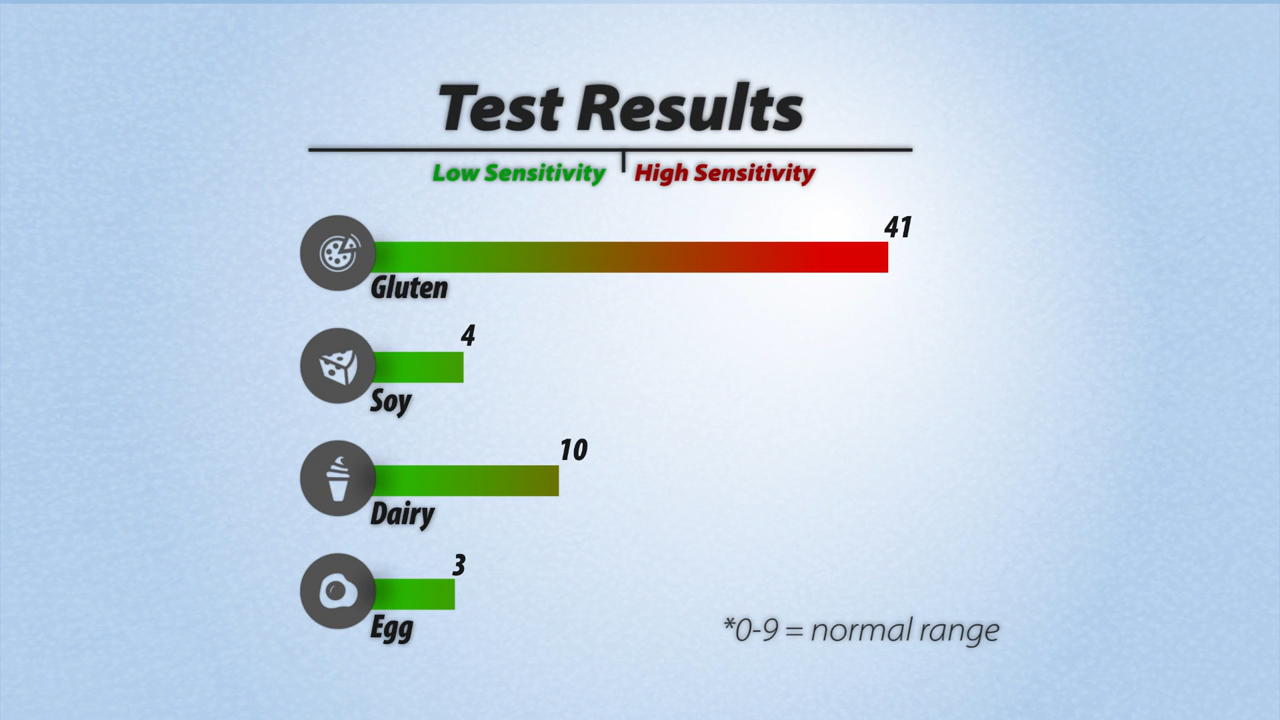 Test Results
Low Sensitivity High Sensitivity
41
Gluten
4
Soy
10
Dairy
3
Egg
*0-9 = normal range